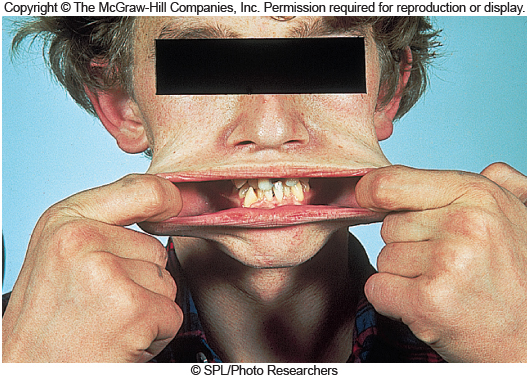 Copyright © The McGraw-Hill Companies, Inc. Permission required for reproduction or display.
© SPL/Photo Researchers